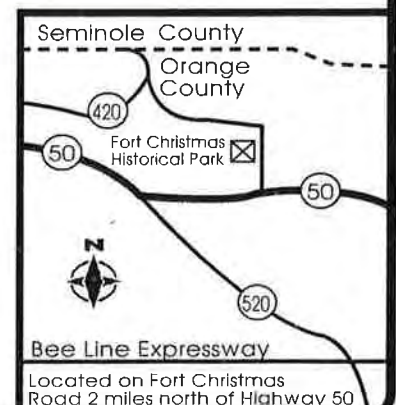 Seminole County
Orange
County
420
Fort Christmas
Historical Park
50
50
N
520
Bee Line Expressway
Located on Fort Christmas
Road 2 miles north of Highway 50